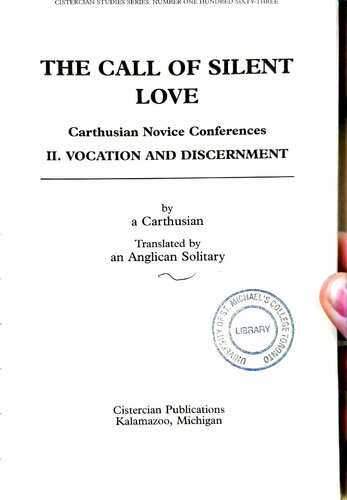 CISTERCIAN STUDIES SERIES: NUMBER ONE HUNDRED SIXTY-THREE
THE CALL OF SILENT
LOVE
Carthusian Novice Conferences
II. VOCATION AND DISCERNMENT
by
a Carthusian
Translated by
an Anglican Solitary
UNIVERSITY OF ST. MICHAEL'S COLLEGE TORONTO
LIBRARY
Cistercian Publications
Kalamazoo, Michigan